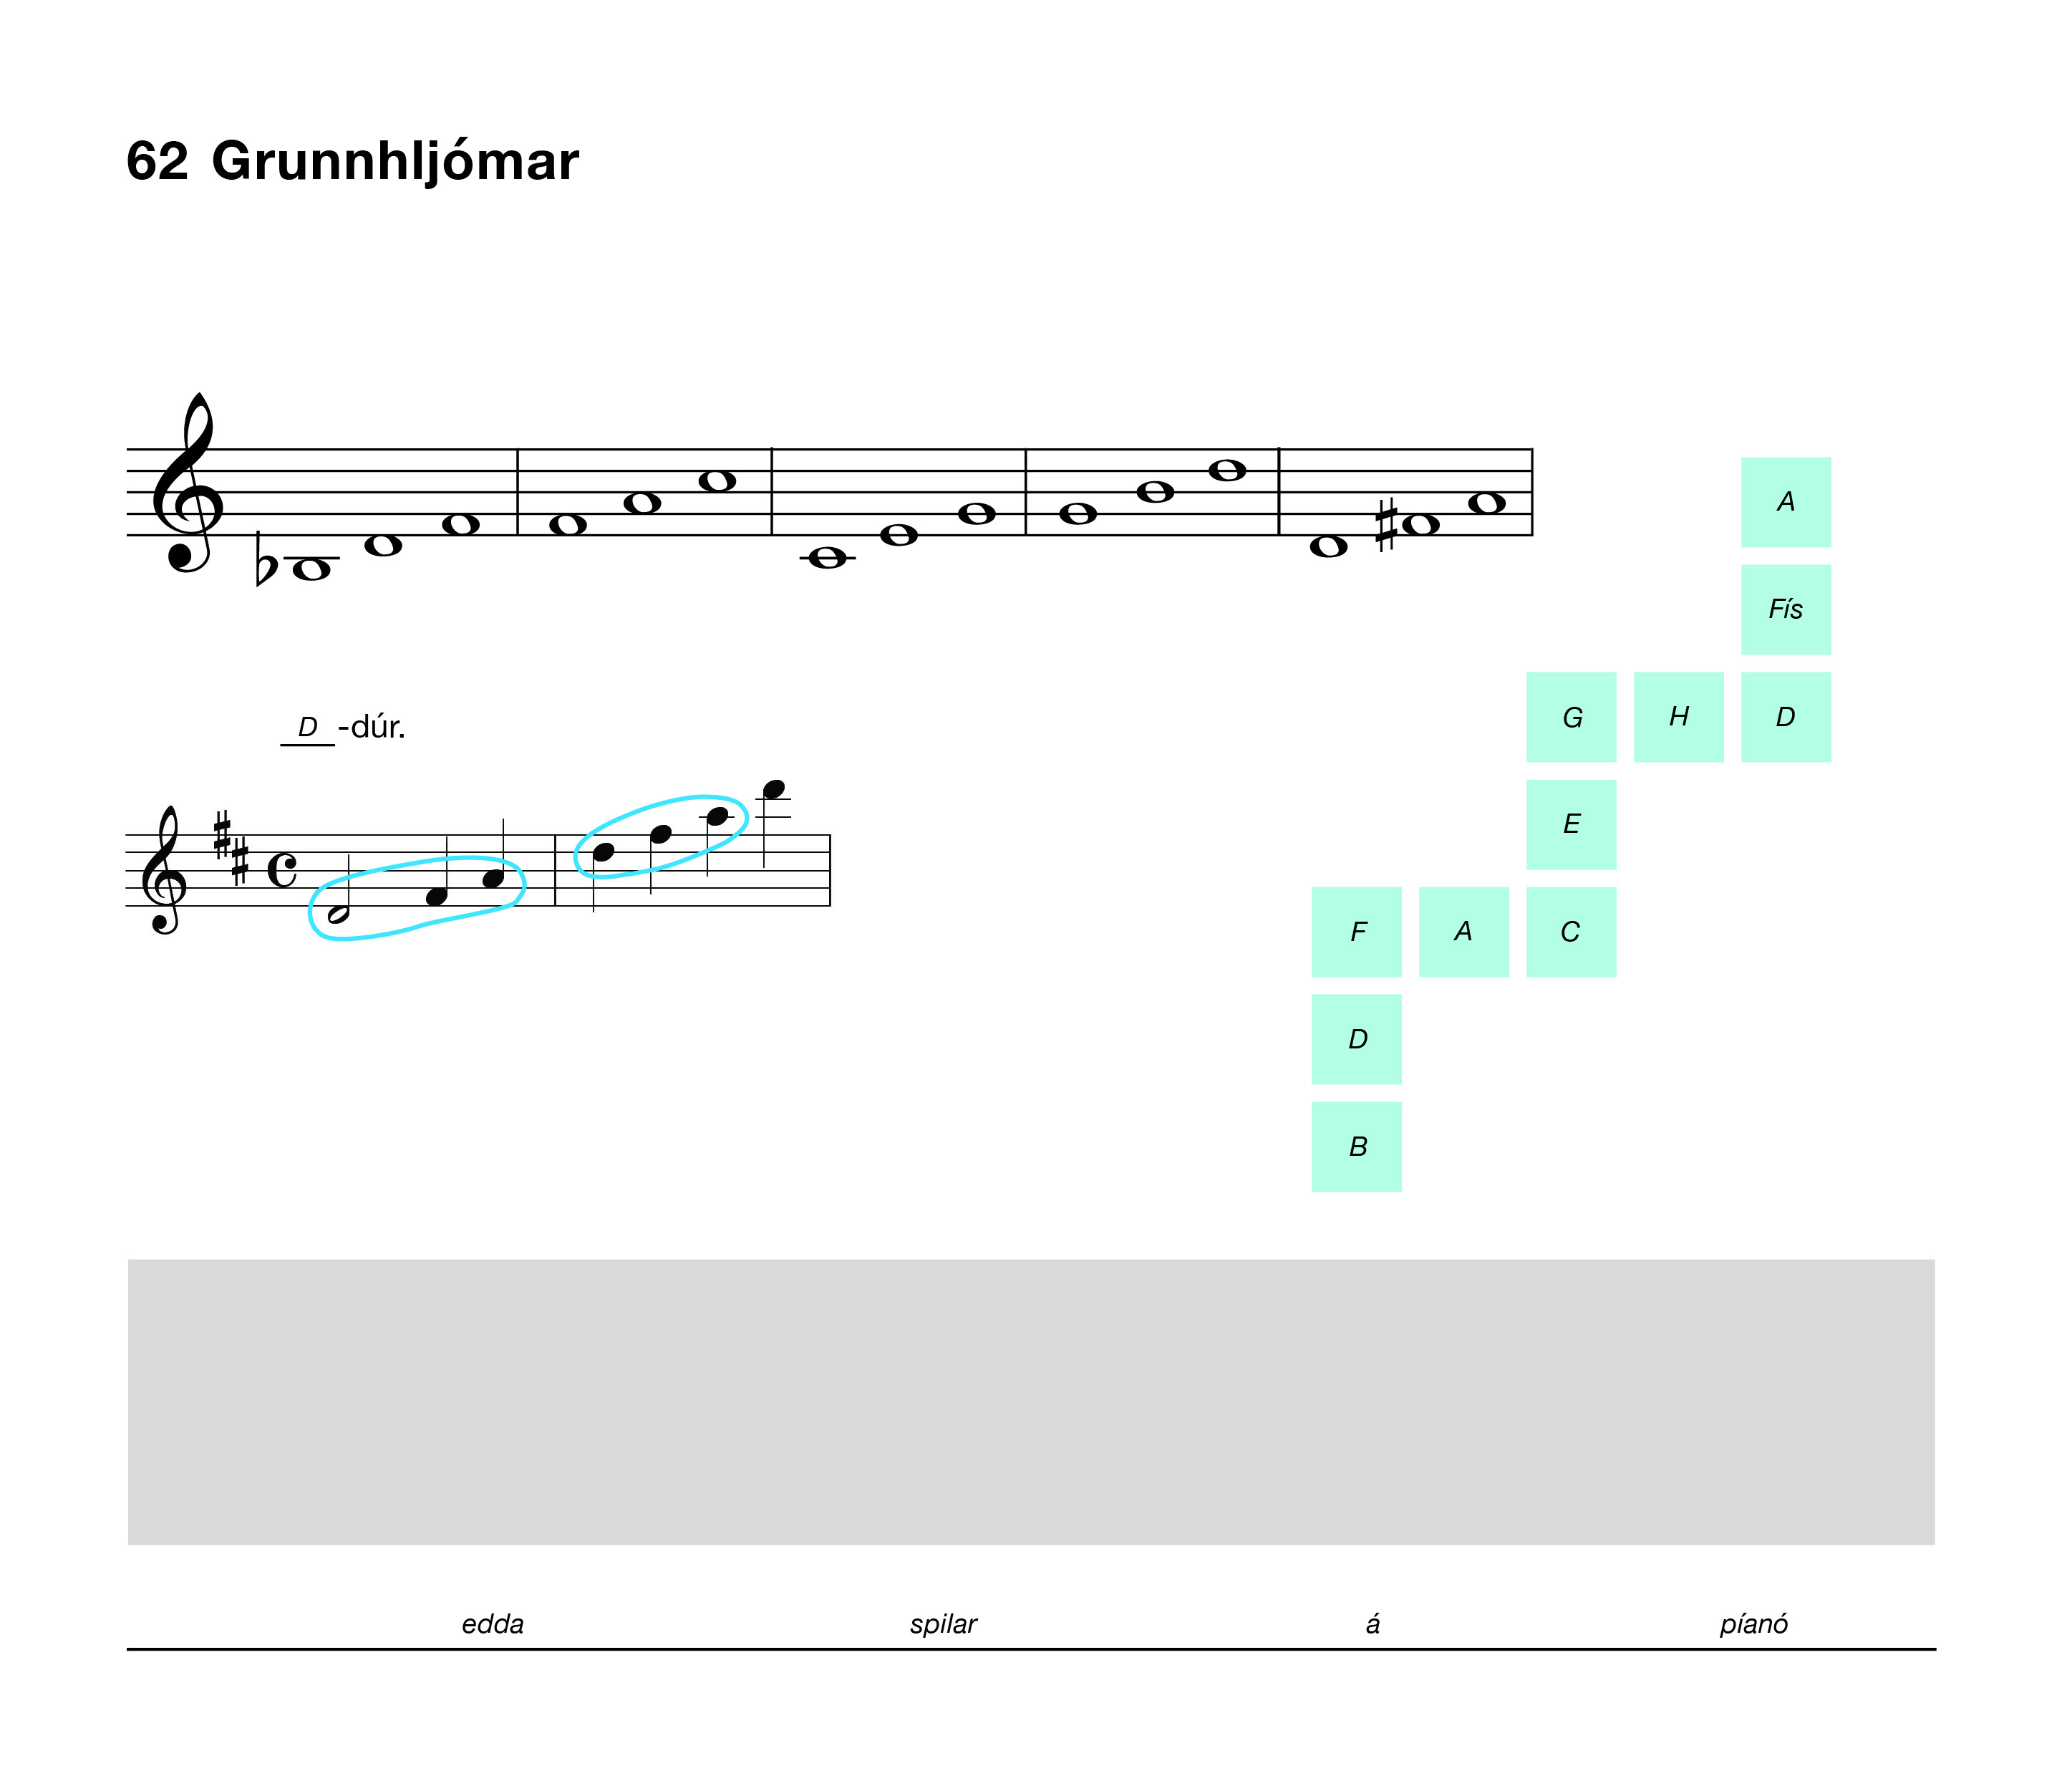 62 Grunnhljómar
A
Fís
G H D
D -dúr.
E
F A C
D
B
edda spilar á píanó